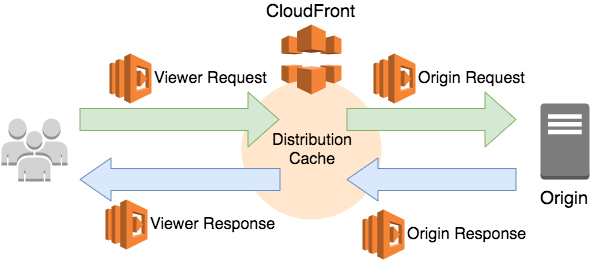 CloudFront
Viewer Request
Origin Request
Distribution
Cache
Origin
Viewer Response
Origin Response